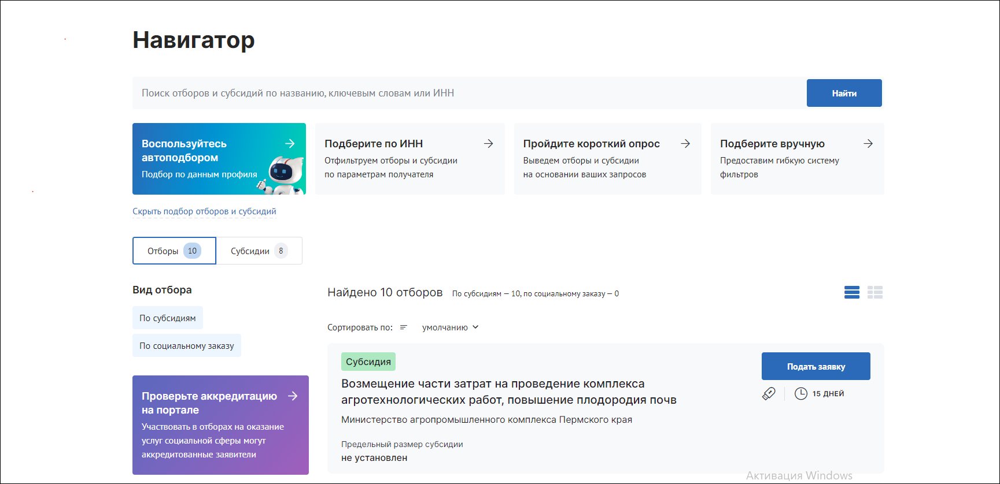 Навигатор
Поиск отборов и субсидий по названию, ключевым словам или ИНН
Найти
Воспользуйтесь
автоподбором
Подбор по данным профиля
Подберите по ИНН
Отфильтруем отборы и субсидии
по параметрам получателя
Пройдите короткий опрос
Выведем отборы и субсидии
на основании ваших запросов
Подберите вручную
Предоставим гибкую систему
фильтров
Скрыть подбор отборов и субсидий
Отборы 10
Субсидии 8
Вид отбора
По субсидиям
По социальному заказу
Проверьте аккредитацию
на портале
Участвовать в отборах на оказание
услуг социальной сферы могут
аккредитованные заявители
Найдено 10 отборов По субсидиям — 10, по социальному заказу — 0
Сортировать по: умолчанию
Субсидия
Подать заявку
Возмещение части затрат на проведение комплекса
агротехнологических работ, повышение плодородия почв
15 ДНЕЙ
Министерство агропромышленного комплекса Пермского края
Предельный размер субсидии
не установлен
Активация Windows